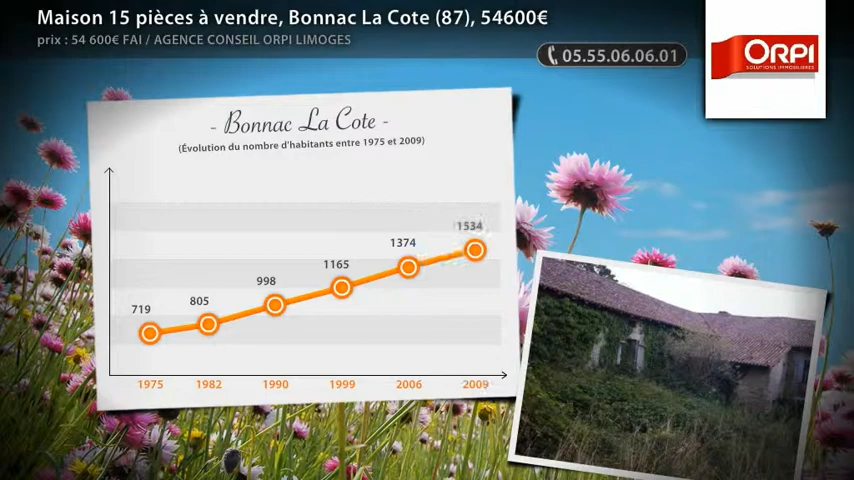 Maison 15 pièces à vendre, Bonnac La Cote (87), 54600€
prix : 54 600€ FAI / AGENCE CONSEIL ORPI LIMOGES
05.55.06.06.01
ORPI
SOLUTIONS IMMOBILIÈRES
- Bonnac La Cote -
(Évolution du nombre d'habitants entre 1975 et 2009)
719
805
998
1165
1374
1534
1975 1982 1990 1999 2006 2009